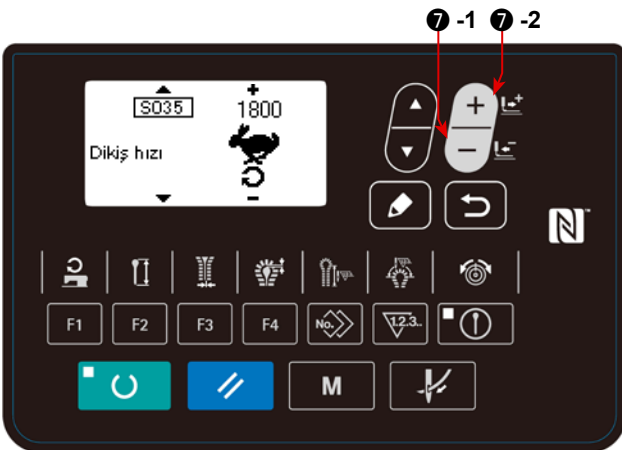 ❼ -1 ❼ -2
S035 1800
Dikiş hızı
F1 F2 F3 F4 No. 1.2.3..
M